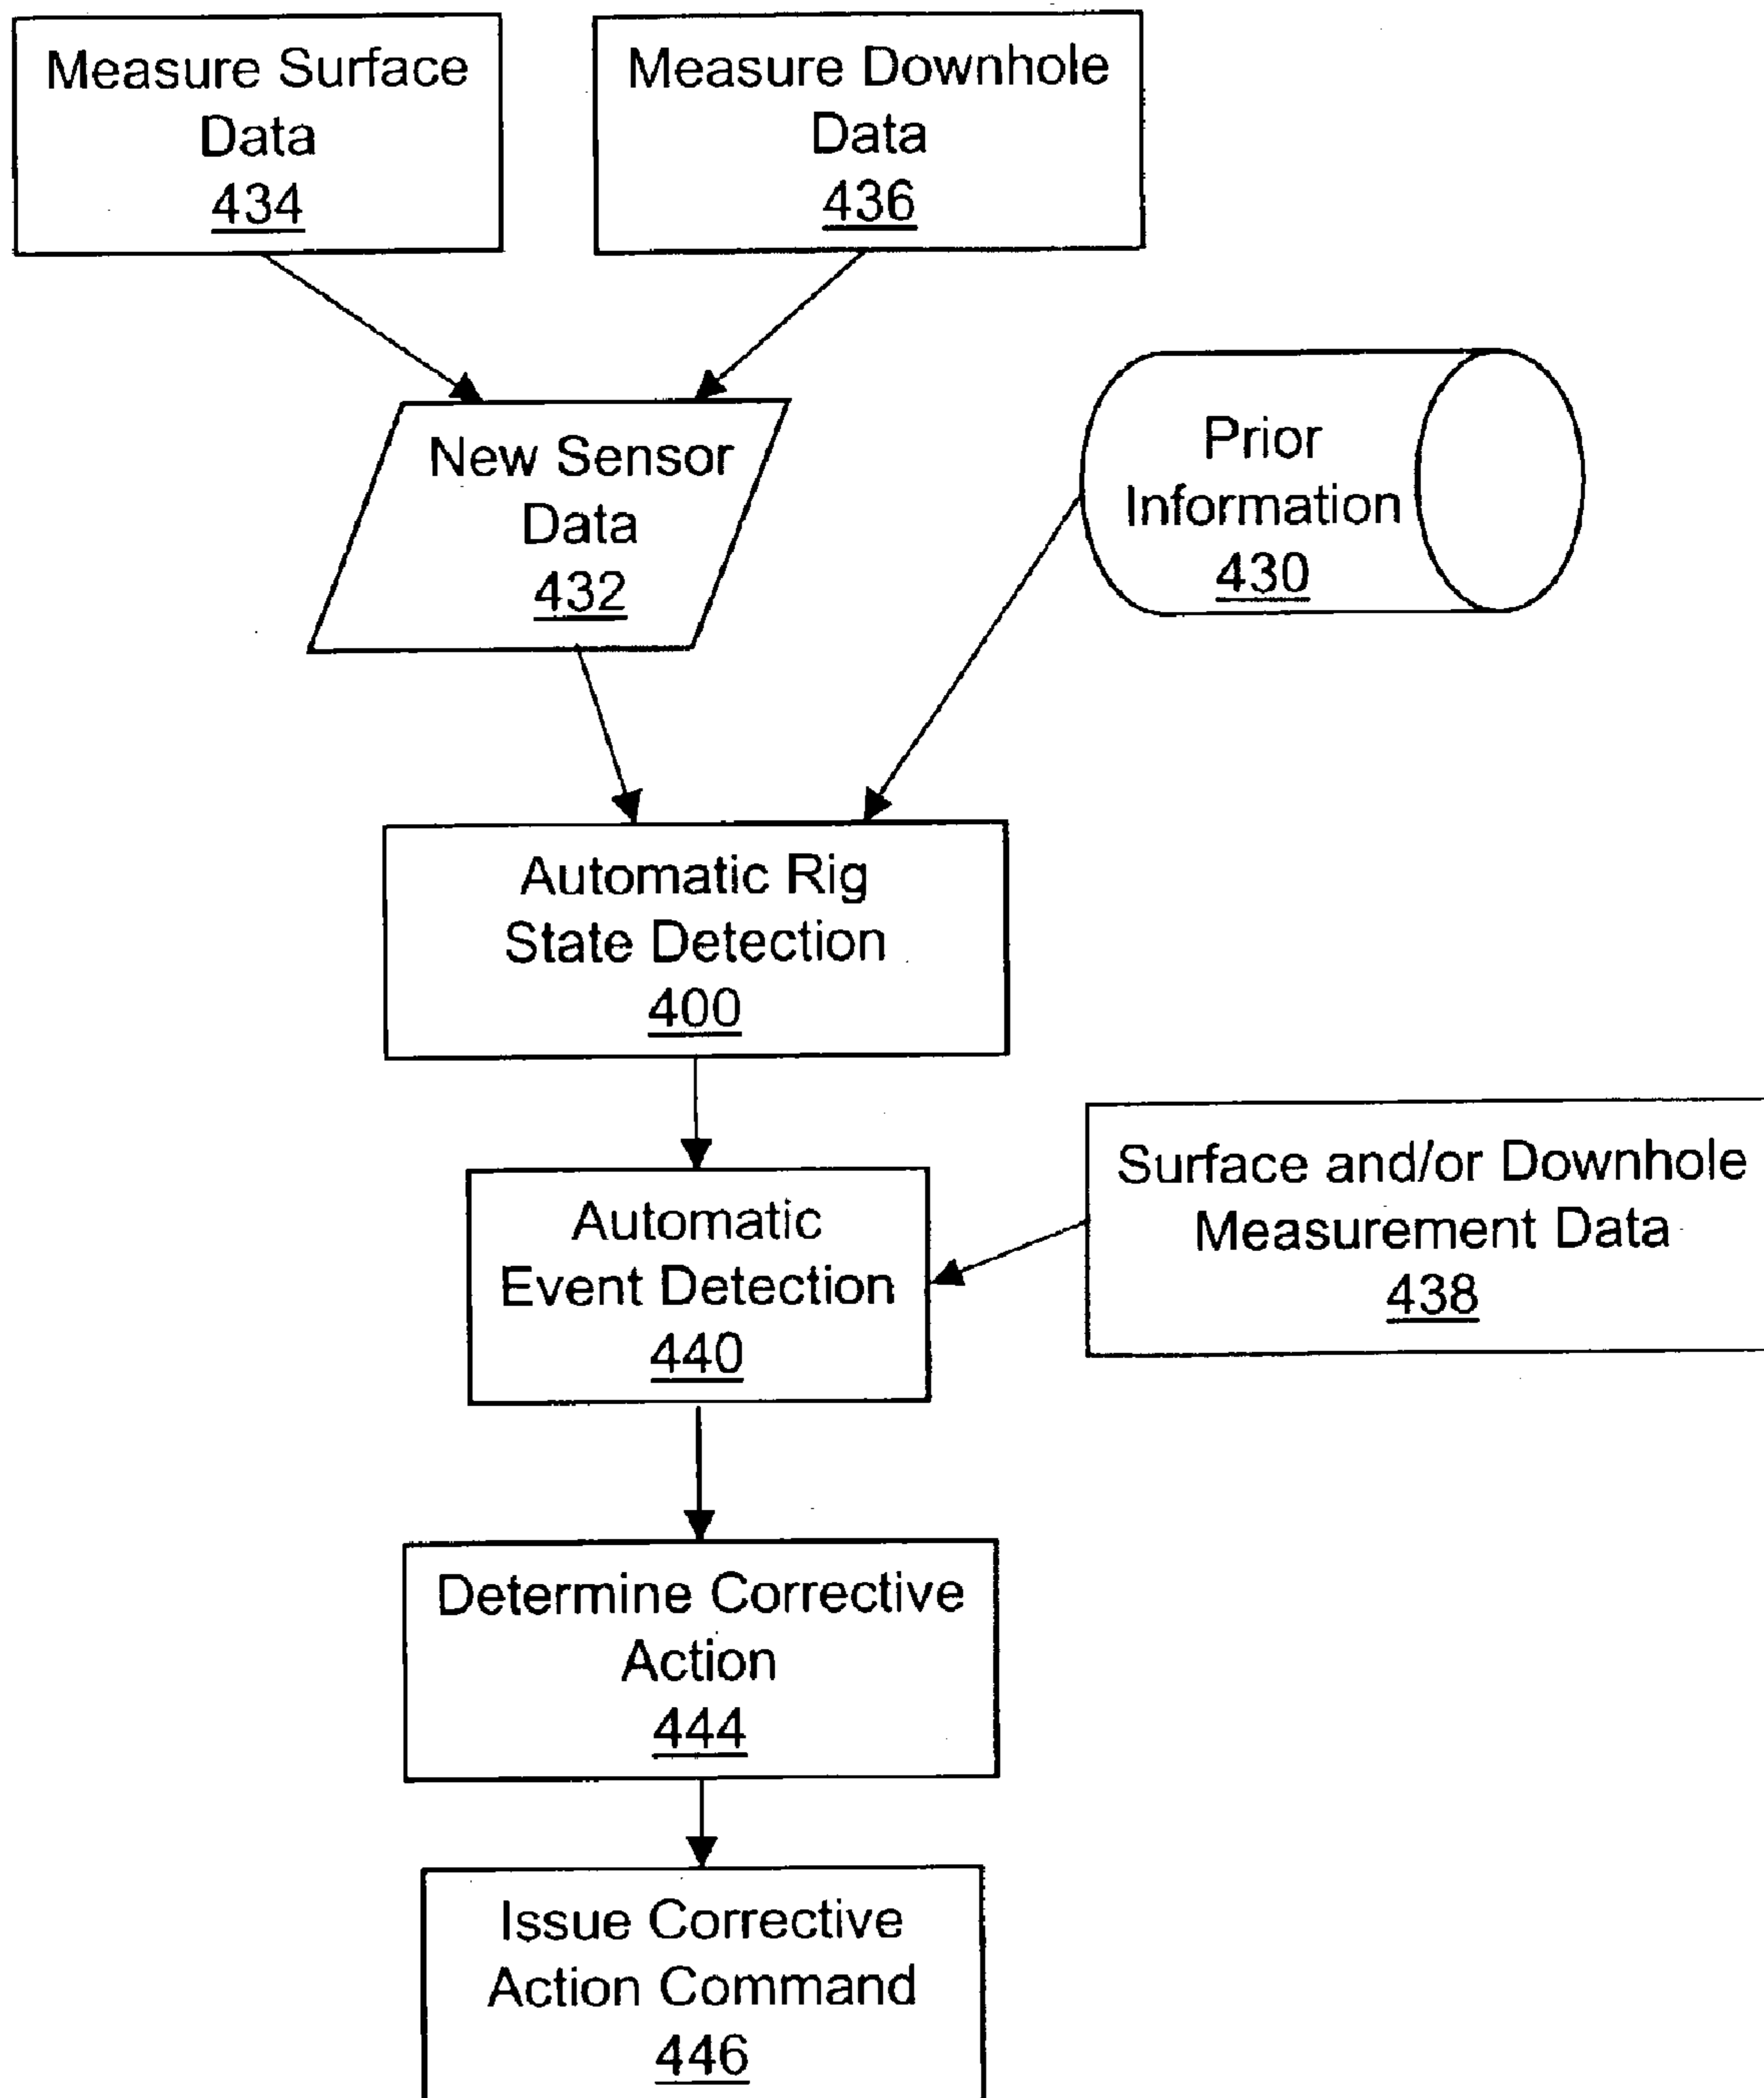 Measure Surface
Data
434
Measure Downhole
Data
436
New Sensor
Data
432
Prior
Information
430
Automatic Rig
State Detection
400
Automatic
Event Detection
440
Surface and/or Downhole
Measurement Data
438
Determine Corrective
Action
444
Issue Corrective
Action Command
446